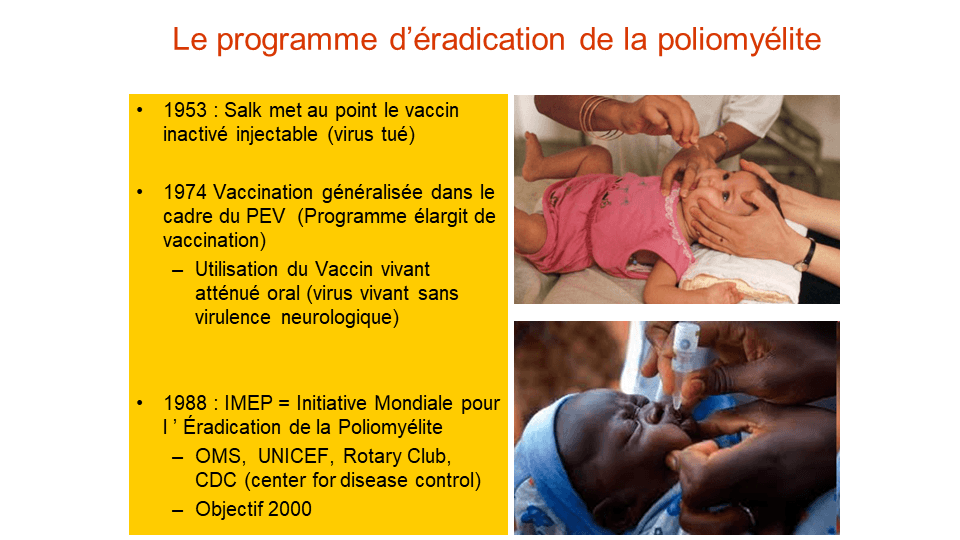 Le programme d’éradication de la poliomyélite
• 1953 : Salk met au point le vaccin
inactivé injectable (virus tué)
• 1974 Vaccination généralisée dans le
cadre du PEV (Programme élargit de
vaccination)
– Utilisation du Vaccin vivant
atténué oral (virus vivant sans
virulence neurologique)
• 1988 : IMEP = Initiative Mondiale pour
l ’ Éradication de la Poliomyélite
– OMS, UNICEF, Rotary Club,
CDC (center for disease control)
– Objectif 2000